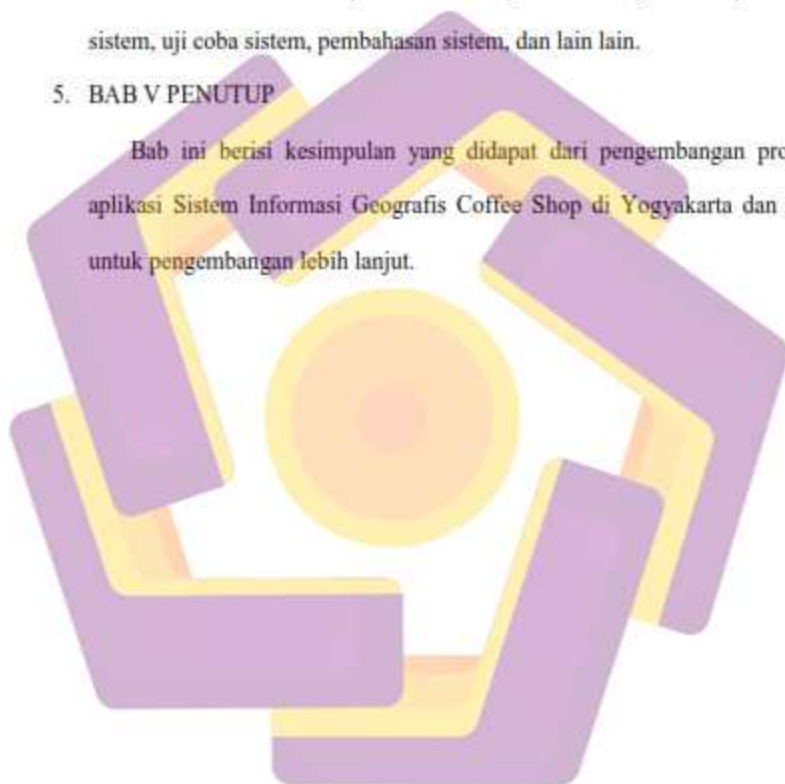 sistem, uji coba sistem, pembahasan sistem, dan lain lain.
5. BAB V PENUTUP
Bab ini berisi kesimpulan yang didapat dari pengembangan pro
aplikasi Sistem Informasi Geografis Coffee Shop di Yogyakarta dan
untuk pengembangan lebih lanjut.